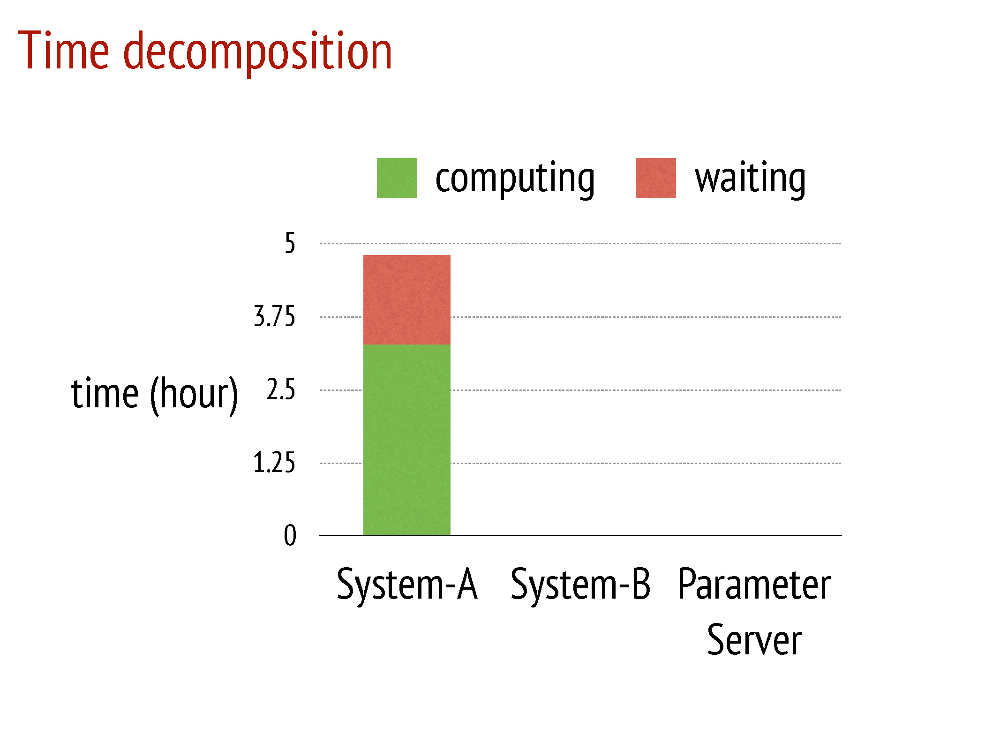 Time decomposition
computing waiting
5
3.75
time (hour) 2.5
1.25
0
System-A System-B Parameter
Server